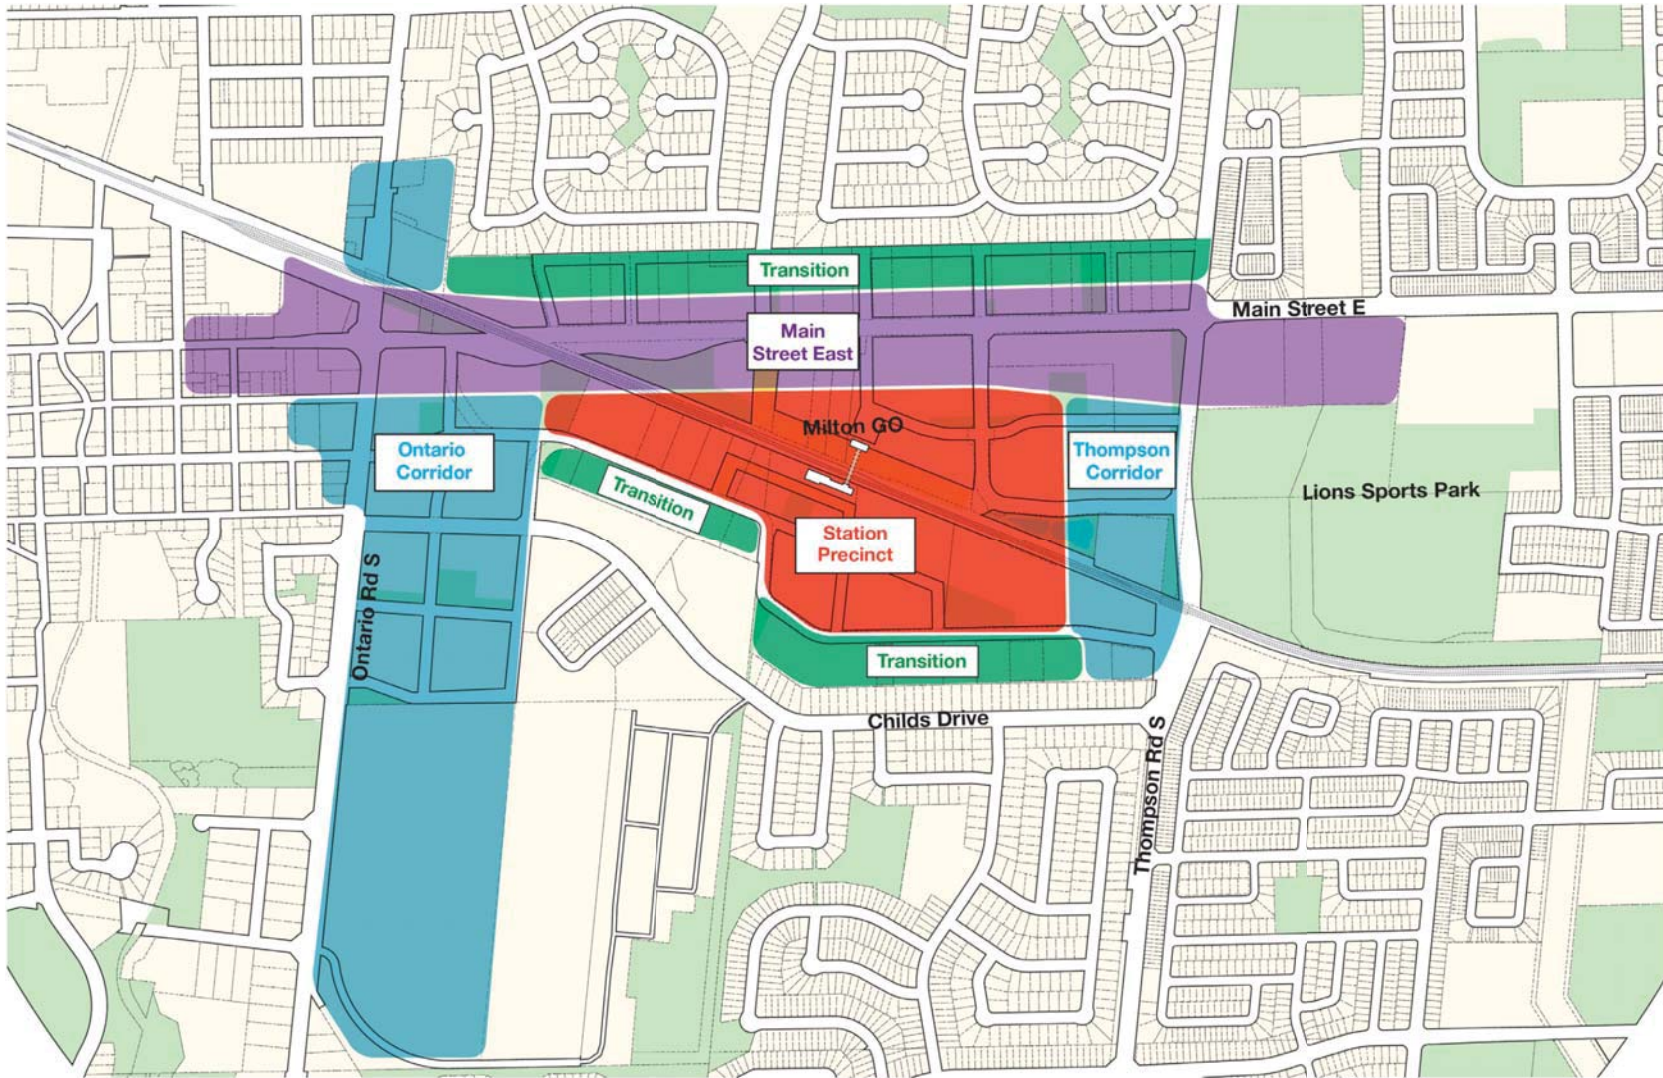 Transition
Main Street E
Main
Street East
Milton GO
Ontario
Corridor
Thompson
Corridor
Transition
Lions Sports Park
Station
Precinct
Ontario Rd S
Transition
Childs Drive
Thompson Rd S